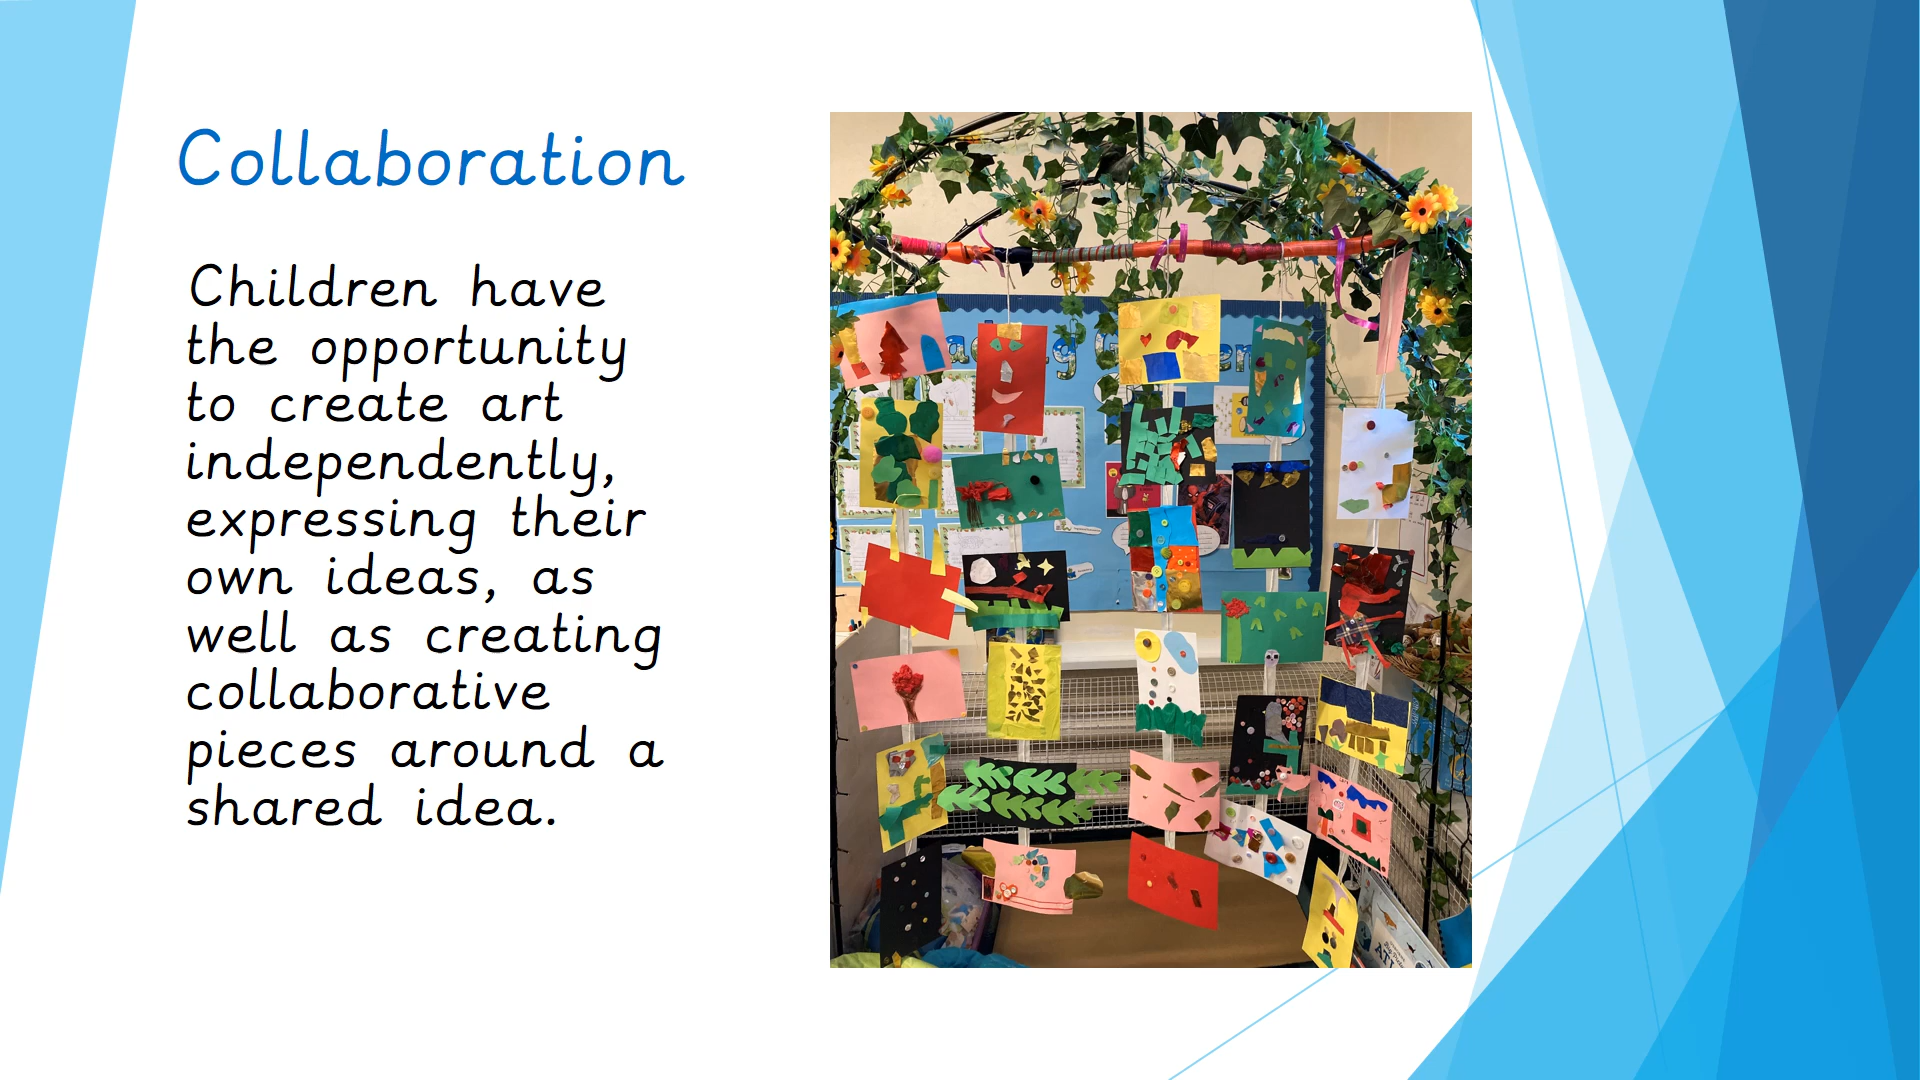 Collaboration
Children have
the opportunity
to create art
independently,
expressing their
own ideas, as
well as creating
collaborative
pieces around a
shared idea.